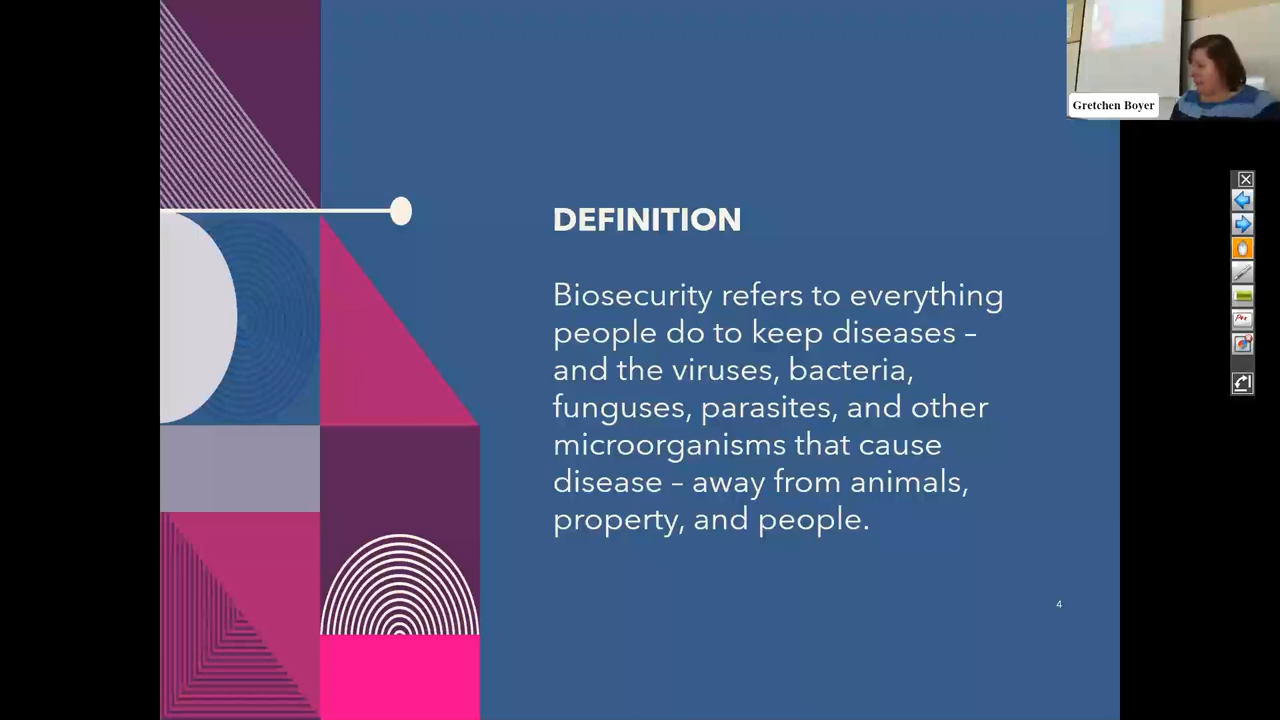 Gretchen Boyer
DEFINITION
Biosecurity refers to everything
people do to keep diseases –
and the viruses, bacteria,
funguses, parasites, and other
microorganisms that cause
disease – away from animals,
property, and people.
4